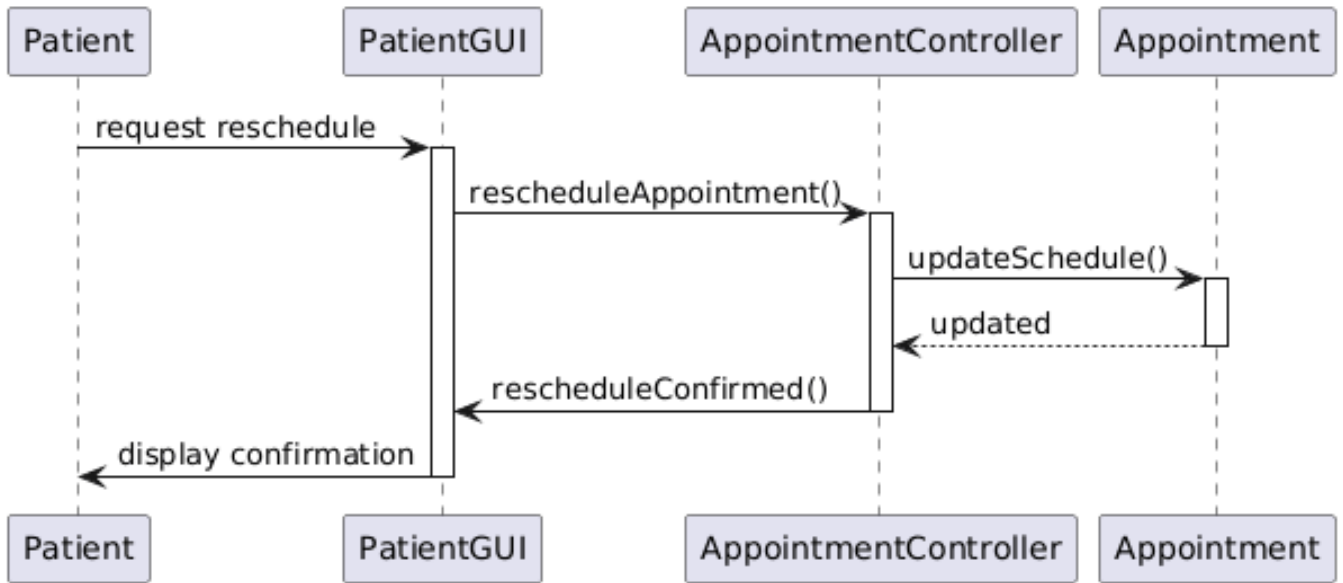 Patient PatientGUI AppointmentController Appointment
request reschedule
rescheduleAppointment()
updateSchedule()
updated
rescheduleConfirmed()
display confirmation
Patient PatientGUI AppointmentController Appointment